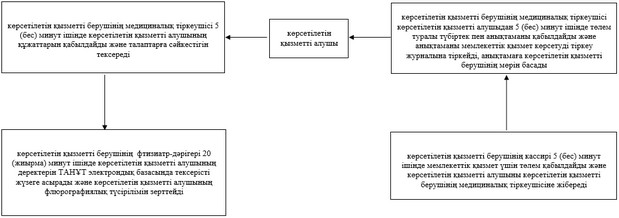 көрсетілетін қызметті берушінің медициналық тіркеушісі 5
(бес) минут ішінде көрсетілетін қызметті алушының
құжаттарын қабылдайды және талаптарға сәйкестігін
тексереді
көрсетілетін
қызметті алушы
көрсетілетін қызметті берушінің медициналық тіркеушісі
көрсетілетін қызметті алушыдан 5 (бес) минут ішінде төлем
туралы түбіртек пен анықтаманы қабылдайды және
анықтаманы мемлекеттік қызмет көрсетуді тіркеу
журналына тіркейді, анықтамаға көрсетілетін қызметті
берушінің мөрін басады
көрсетілетін қызметті берушінің фтизиатр-дәрігері 20
(жиырма) минут ішінде көрсетілетін қызметті алушының
деректерін ТАНҰТ электрондық базасында тексерісті
жүзеге асырады және көрсетілетін қызметті алушының
флюрографиялық түсірілімін зерттейді
көрсетілетін қызметті берушінің кассирі 5 (бес) минут
ішінде мемлекеттік қызмет үшін төлем қабылдайды және
көрсетілетін қызметті алушыны көрсетілетін қызметті
берушінің медициналық тіркеушісіне жібереді